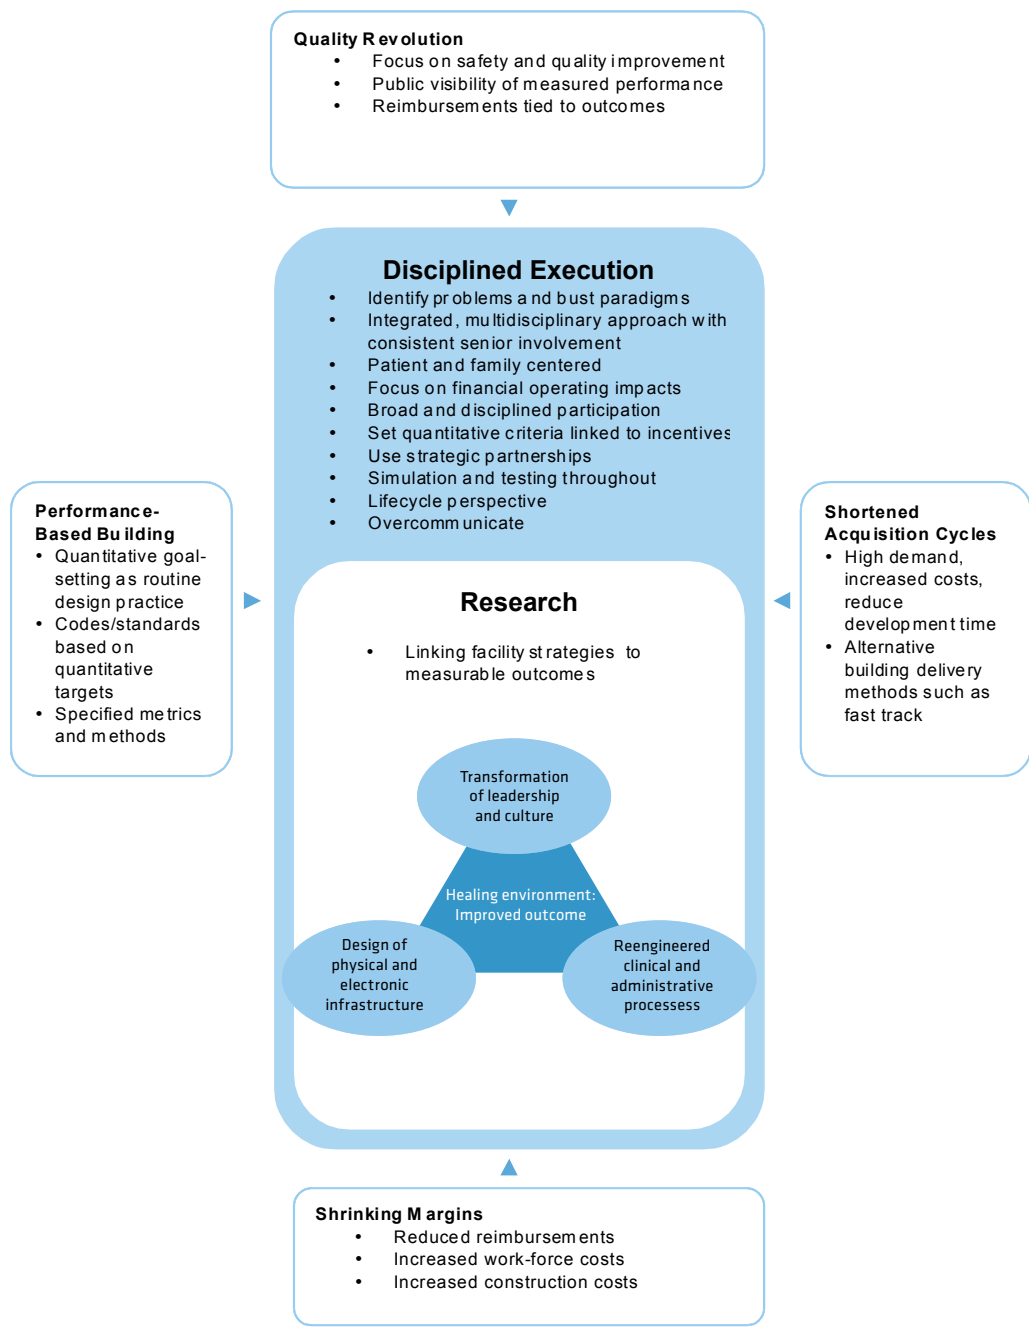 Quality Revolution
• Focus on safety and quality improvement
• Public visibility of measured performance
• Reimbursements tied to outcomes
Disciplined Execution
• Identify problems and bust paradigms
• Integrated, multidisciplinary approach with
consistent senior involvement
• Patient and family centered
• Focus on financial operating impacts
• Broad and disciplined participation
• Set quantitative criteria linked to incentives
• Use strategic partnerships
• Simulation and testing throughout
• Lifecycle perspective
• Overcommunicate
Performance-
Based Building
• Quantitative goal-
setting as routine
design practice
• Codes/standards
based on
quantitative
targets
• Specified metrics
and methods
Shortened
Acquisition Cycles
• High demand,
increased costs,
reduce
development time
• Alternative
building delivery
methods such as
fast track
Research
• Linking facility strategies to
measurable outcomes
Transformation
of leadership
and culture
Healing environment:
Improved outcome
Design of
physical and
electronic
infrastructure
Reengineered
clinical and
administrative
processess
Shrinking Margins
• Reduced reimbursements
• Increased work-force costs
• Increased construction costs